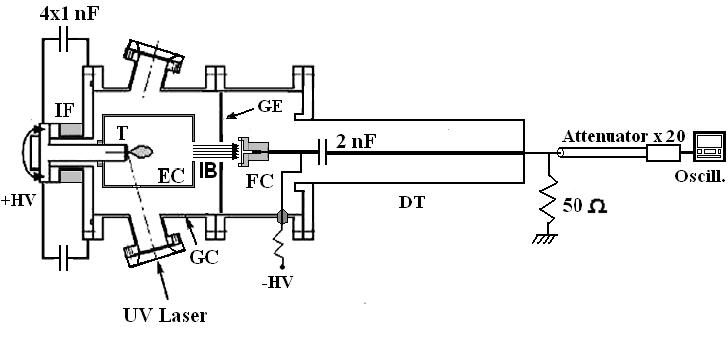 4x1 nF
IF
GE
T
2 nF
Attenuator x 20
EC
IB
FC
Oscill.
+HV
DT
50 Ω
GC
-HV
UV Laser